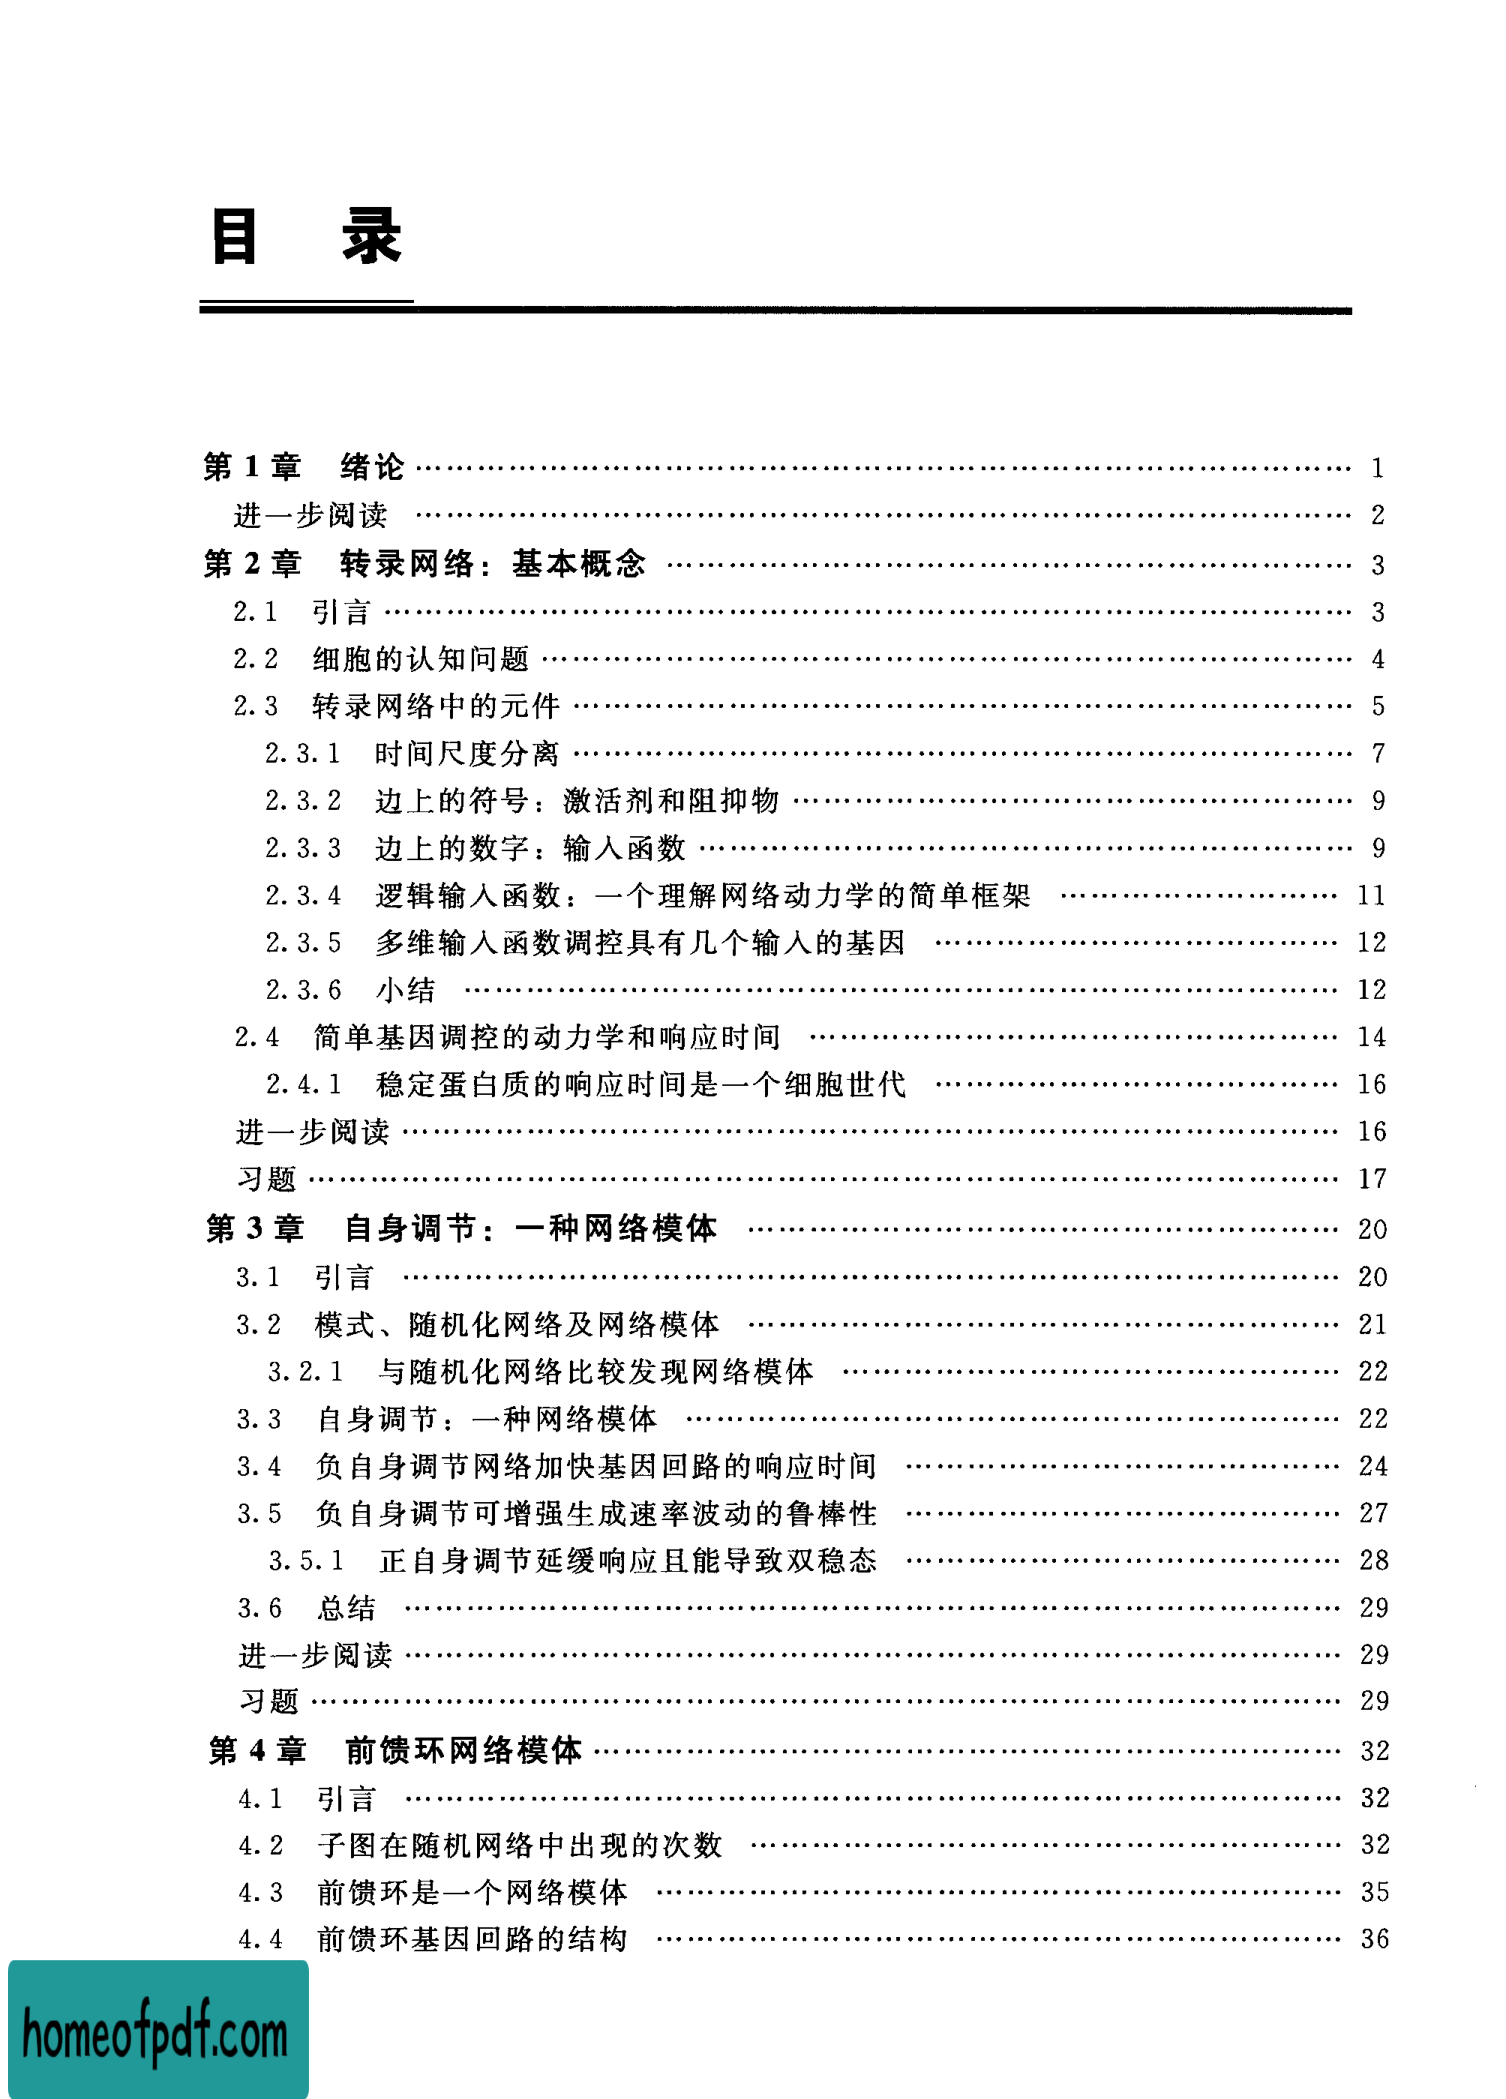 目 录
第 1 章 绪论 …… 1
进一步阅读 …… 2
第 2 章 转录网络：基本概念 …… 3
2.1 引言 …… 3
2.2 细胞的认知问题 …… 4
2.3 转录网络中的元件 …… 5
2.3.1 时间尺度分离 …… 7
2.3.2 边上的符号：激活剂和阻抑物 …… 9
2.3.3 边上的数字：输入函数 …… 9
2.3.4 逻辑输入函数：一个理解网络动力学的简单框架 …… 11
2.3.5 多维输入函数调控具有几个输入的基因 …… 12
2.3.6 小结 …… 12
2.4 简单基因调控的动力学和响应时间 …… 14
2.4.1 稳定蛋白质的响应时间是一个细胞世代 …… 16
进一步阅读 …… 16
习题 …… 17
第 3 章 自身调节：一种网络模体 …… 20
3.1 引言 …… 20
3.2 模式、随机化网络及网络模体 …… 21
3.2.1 与随机化网络比较发现网络模体 …… 22
3.3 自身调节：一种网络模体 …… 22
3.4 负自身调节网络加快基因回路的响应时间 …… 24
3.5 负自身调节可增强生成速率波动的鲁棒性 …… 27
3.5.1 正自身调节延缓响应且能导致双稳态 …… 28
3.6 总结 …… 29
进一步阅读 …… 29
习题 …… 29
第 4 章 前馈环网络模体 …… 32
4.1 引言 …… 32
4.2 子图在随机网络中出现的次数 …… 32
4.3 前馈环是一个网络模体 …… 35
4.4 前馈环基因回路的结构 …… 36
homeofpdf.com